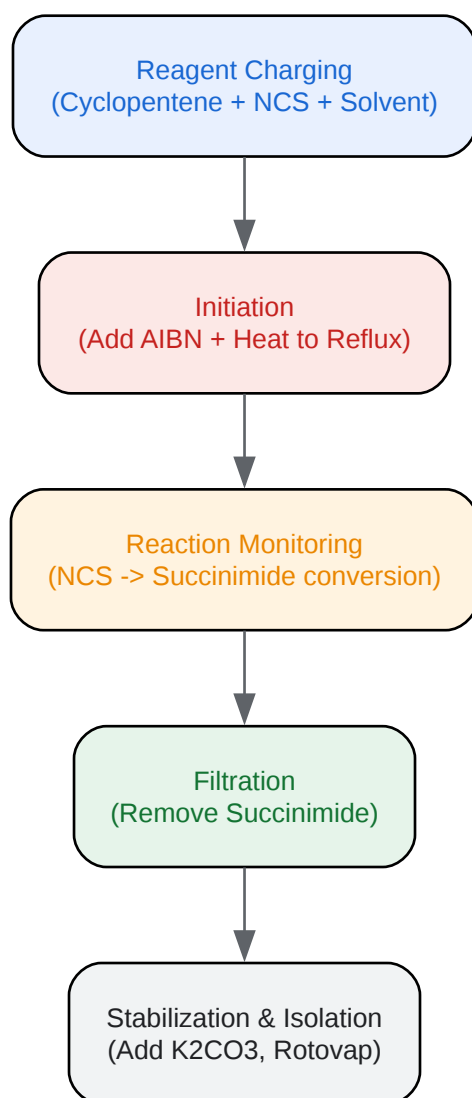 Reagent Charging
(Cyclopentene + NCS + Solvent)
Initiation
(Add AIBN + Heat to Reflux)
Reaction Monitoring
(NCS -> Succinimide conversion)
Filtration
(Remove Succinimide)
Stabilization & Isolation
(Add K2CO3, Rotovap)